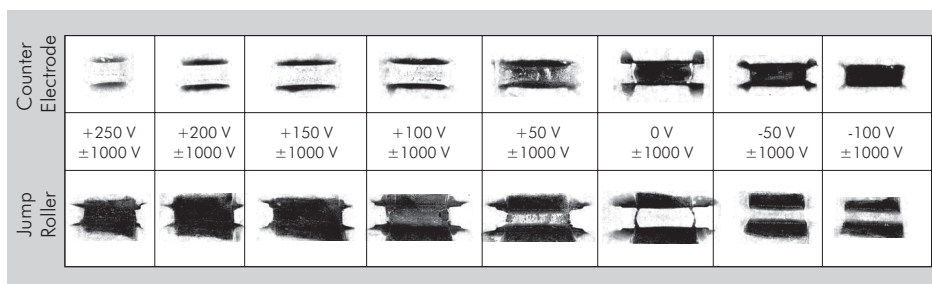 Counter
Electrode
+250 V
±1000 V
+200 V
±1000 V
+150 V
±1000 V
+100 V
±1000 V
+50 V
±1000 V
0 V
±1000 V
-50 V
±1000 V
-100 V
±1000 V
Jump
Roller